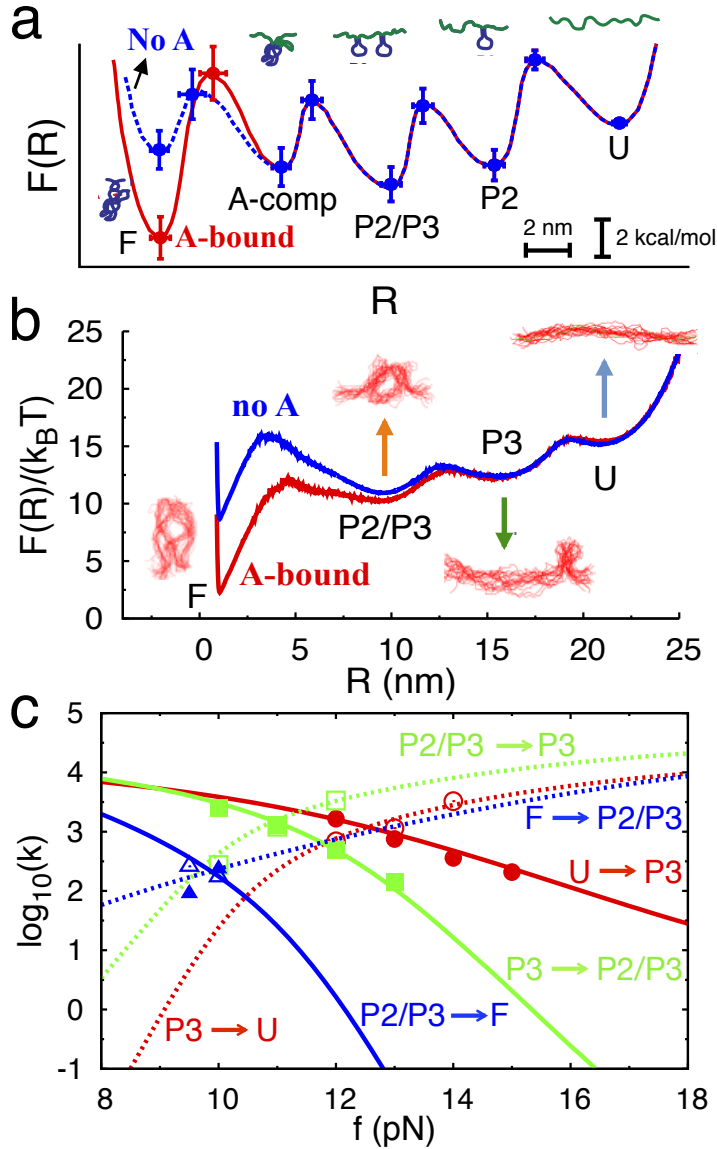 a
No A
F(R)
F
A-bound
A-comp
P2/P3
P2
U
2 nm
2 kcal/mol
R
b
F(R)/(k_BT)
25
20
15
10
5
0
no A
A-bound
F
P2/P3
P3
U
0 5 10 15 20 25
R (nm)
c
log₁₀(k)
5
4
3
2
1
0
-1
P2/P3 → P3
F → P2/P3
U → P3
P3 → P2/P3
P2/P3 → F
P3 → U
8 10 12 14 16 18
f (pN)